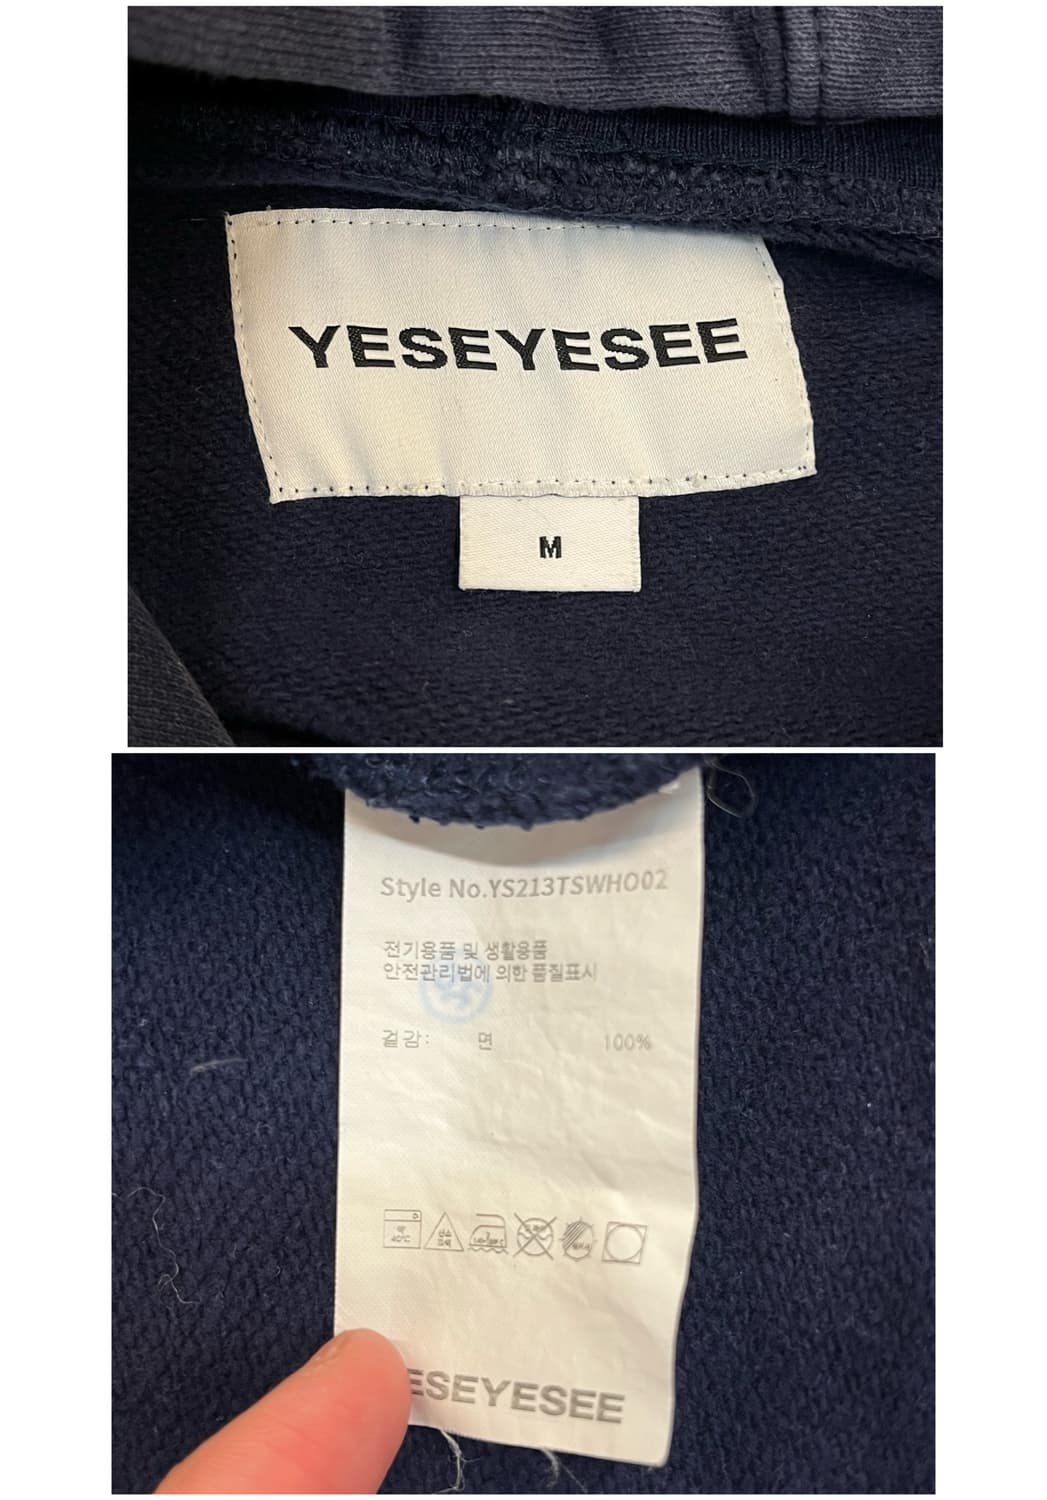 YESEYESEE
M
Style No.YS213TSWHO02
전기용품 및 생활용품
안전관리법에 의한 품질표시
겉감: 면 100%
40°C
ESEYESEE